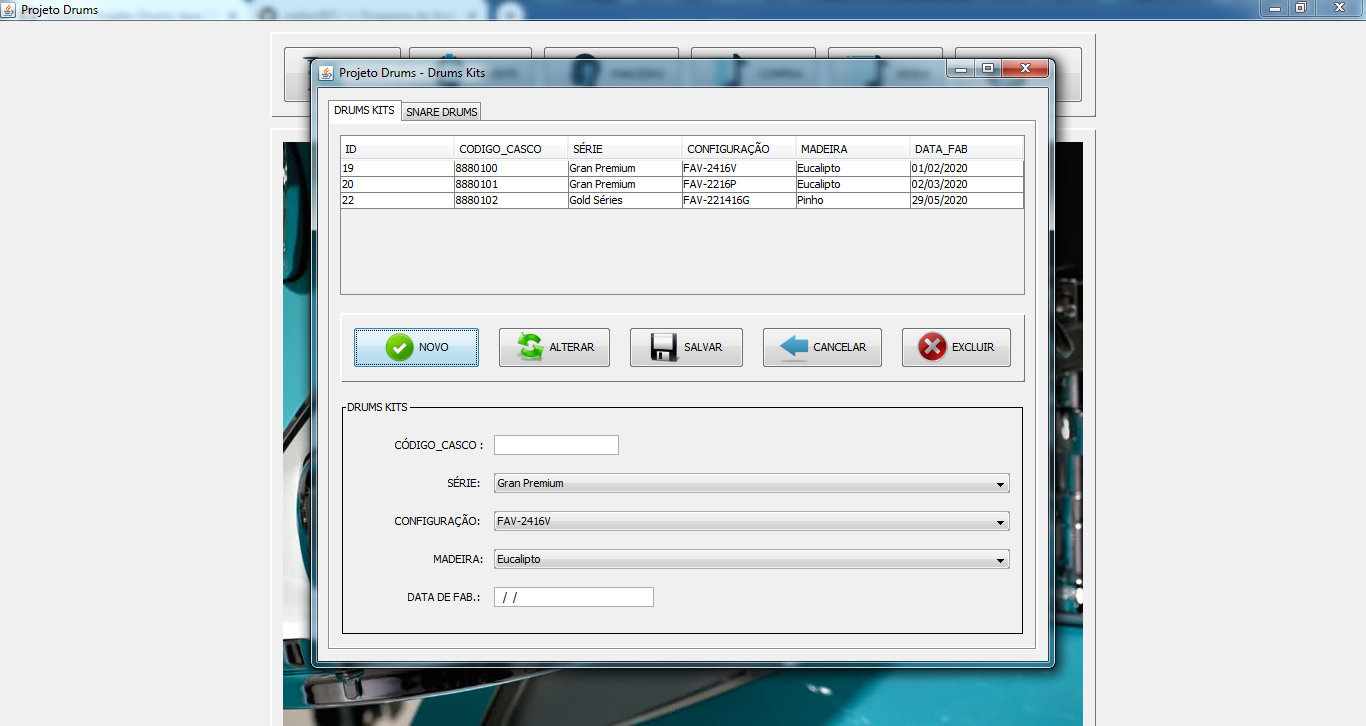 Projeto Drums
Projeto Drums - Drums Kits
DRUMS KITS SNARE DRUMS
ID CODIGO_CASCO SÉRIE CONFIGURAÇÃO MADEIRA DATA_FAB
19 8880100 Gran Premium FAV-2416V Eucalipto 01/02/2020
20 8880101 Gran Premium FAV-2216P Eucalipto 02/03/2020
22 8880102 Gold Séries FAV-221416G Pinho 29/05/2020
NOVO ALTERAR SALVAR CANCELAR EXCLUIR
DRUMS KITS
CÓDIGO_CASCO :
SÉRIE: Gran Premium
CONFIGURAÇÃO: FAV-2416V
MADEIRA: Eucalipto
DATA DE FAB.: / /